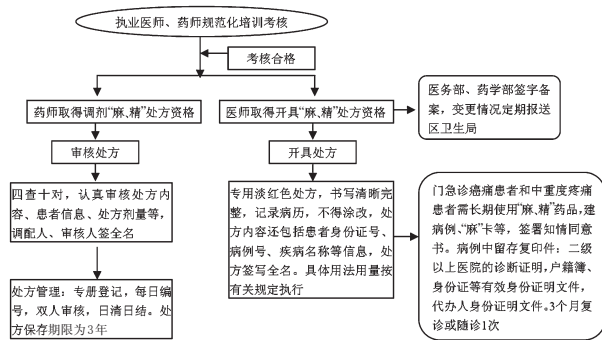 执业医师、药师规范化培训考核
考核合格
药师取得调剂“麻、精”处方资格
医师取得开具“麻、精”处方资格
医务部、药学部签字备
案，变更情况定期报送
区卫生局
审核处方
开具处方
四查十对，认真审核处方内
容、患者信息、处方剂量等，
调配人、审核人签全名
专用淡红色处方，书写清晰完
整，记录病历，不得涂改，处
方内容还包括患者身份证号、
病例号、疾病名称等信息，处
方签写全名。具体用法用量按
有关规定执行
门急诊癌痛患者和中重度疼痛
患者需长期使用“麻、精”药品，建
病例、“麻”卡等，签署知情同意
书。病例中留存复印件：二级
以上医院的诊断证明，户籍簿、
身份证等有效身份证明文件，
代办人身份证明文件。3个月复
诊或随诊1次
处方管理：专册登记，每日编
号，双人审核，日清日结。处
方保存期限为3年